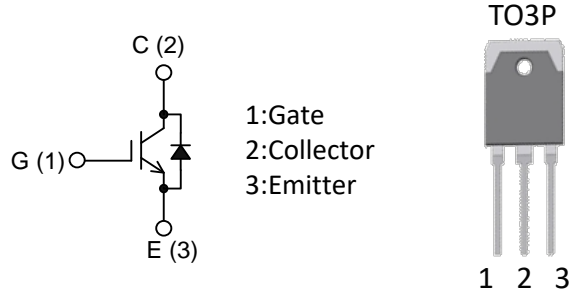 TO3P
C (2)
G (1)
1:Gate
2:Collector
3:Emitter
E (3)
1 2 3